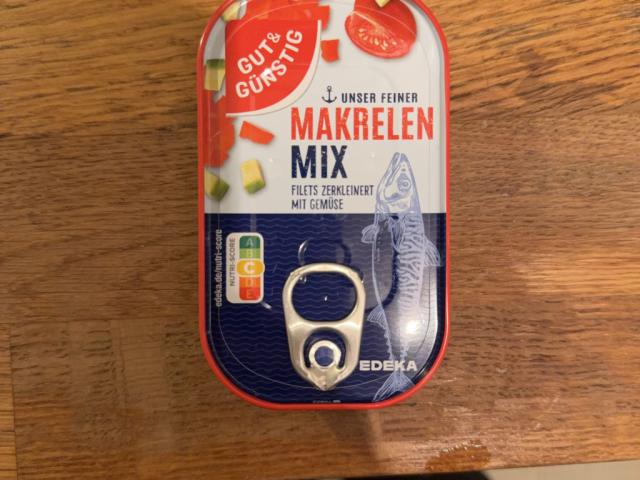 GUT&
GÜNSTIG
UNSER FEINER
MAKRELEN
MIX
FILETS ZERKLEINERT
MIT GEMÜSE
edeka.de/nutri-score
NUTRI-SCORE
A
B
C
D
E
EDEKA